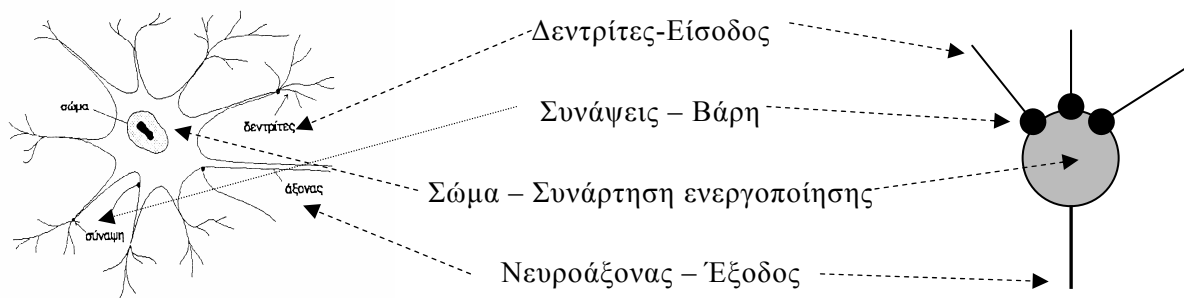 Δεντρίτες-Είσοδος
σώμα
δεντρίτες
Συνάψεις – Βάρη
Σώμα – Συνάρτηση ενεργοποίησης
άξονας
σύναψη
Νευροάξονας – Έξοδος